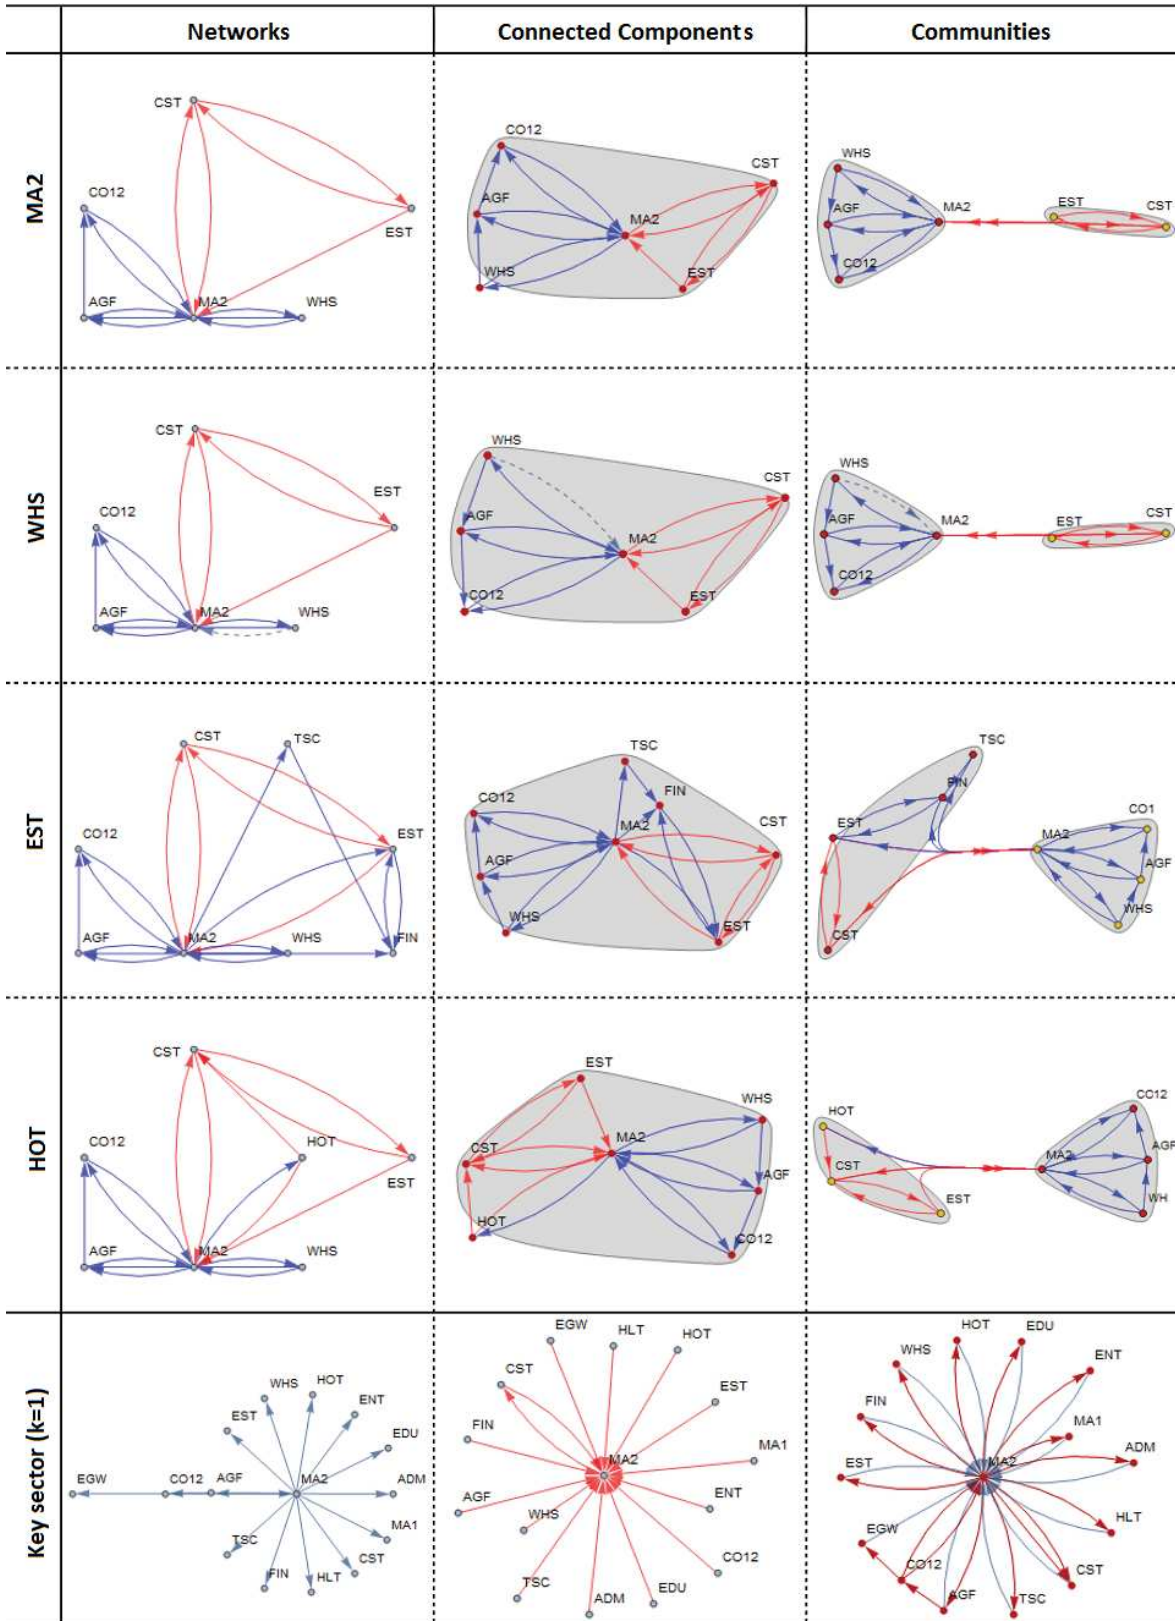 Networks Connected Components Communities
MA2
CST
CO12
EST
AGF MA2 WHS
CO12
CST
AGF
MA2
WHS EST
WHS
AGF MA2 EST CST
CO12
WHS
CST
EST
CO12
AGF MA2 WHS
WHS
CST
AGF
MA2
CO12 EST
WHS
AGF MA2 EST CST
CO12
EST
CST TSC
CO12 EST
AGF MA2 WHS FIN
TSC
CO12 FIN
MA2 CST
AGF
WHS EST
TSC
FIN
EST MA2 CO1
AGF
WHS
CST
HOT
CST
CO12 HOT
EST
AGF MA2 WHS
EST
WHS
CST MA2
AGF
HOT CO12
HOT CO12
CST MA2 AGF
EST WH
Key sector (k=1)
WHS HOT
EST ENT
EDU
EGW CO12 AGF MA2 ADM
TSC MA1
FIN HLT CST
EGW HLT HOT
CST
EST
FIN
MA2 MA1
AGF WHS ENT
CO12
TSC ADM EDU
HOT EDU
WHS ENT
FIN MA1
EST MA2 ADM
EGW HLT
CO12 CST
AGF TSC